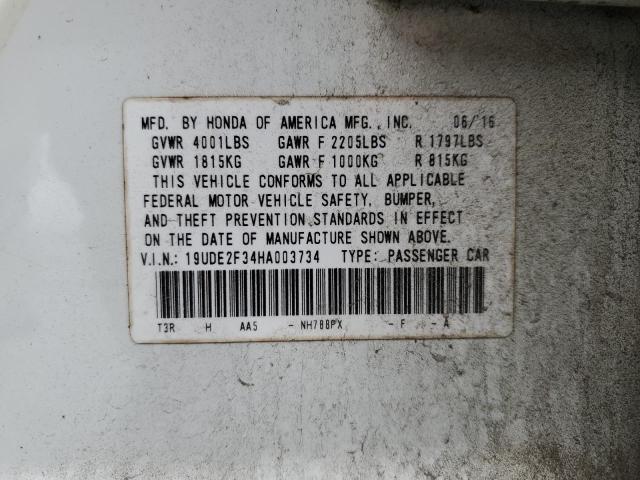 MFD. BY HONDA OF AMERICA MFG., INC. 06/16
GVWR 4001LBS GAWR F 2205LBS R 1797LBS
GVWR 1815KG GAWR F 1000KG R 815KG
THIS VEHICLE CONFORMS TO ALL APPLICABLE
FEDERAL MOTOR VEHICLE SAFETY, BUMPER,
AND THEFT PREVENTION STANDARDS IN EFFECT
ON THE DATE OF MANUFACTURE SHOWN ABOVE.
V.I.N.: 19UDE2F34HA003734 TYPE: PASSENGER CAR
T3R H AA5 - NH788PX - F - A